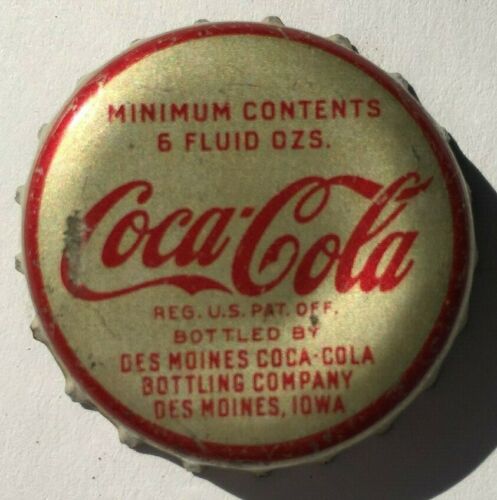 MINIMUM CONTENTS
6 FLUID OZS.
Coca-Cola
REG. U.S. PAT. OFF.
BOTTLED BY
DES MOINES COCA-COLA
BOTTLING COMPANY
DES MOINES, IOWA